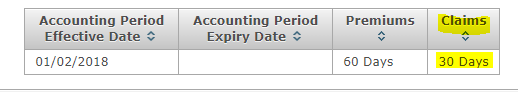 Accounting Period Effective Date
Accounting Period Expiry Date
Premiums
Claims
01/02/2018
60 Days
30 Days